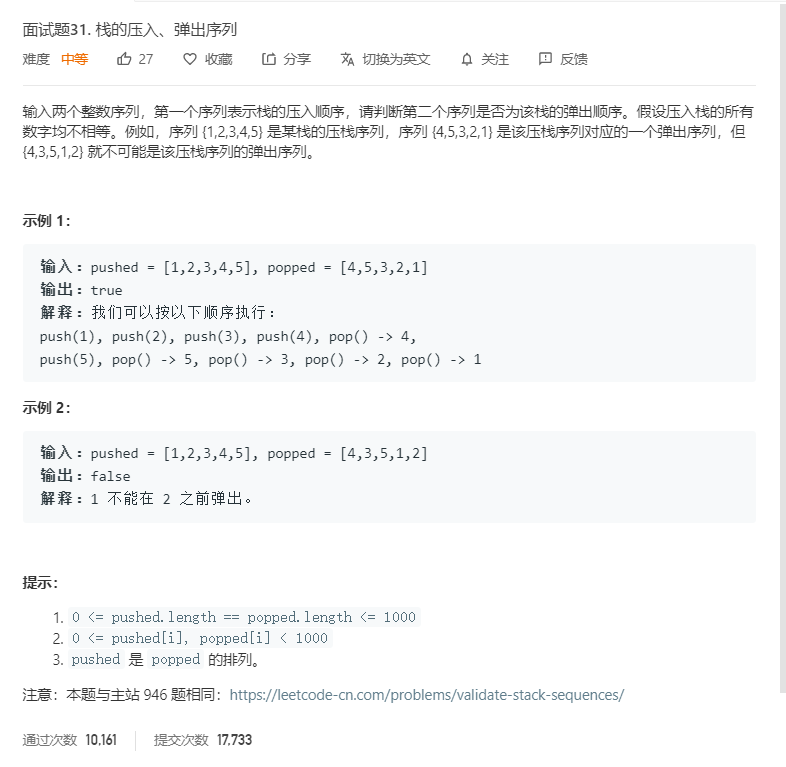 面试题31. 栈的压入、弹出序列
难度 中等 27 收藏 分享 切换为英文 关注 反馈
输入两个整数序列，第一个序列表示栈的压入顺序，请判断第二个序列是否为该栈的弹出顺序。假设压入栈的所有
数字均不相等。例如，序列 {1,2,3,4,5} 是某栈的压栈序列，序列 {4,5,3,2,1} 是该压栈序列对应的一个弹出序列，但
{4,3,5,1,2} 就不可能是该压栈序列的弹出序列。
示例 1：
输入：pushed = [1,2,3,4,5], popped = [4,5,3,2,1]
输出：true
解释：我们可以按以下顺序执行：
push(1), push(2), push(3), push(4), pop() -> 4,
push(5), pop() -> 5, pop() -> 3, pop() -> 2, pop() -> 1
示例 2：
输入：pushed = [1,2,3,4,5], popped = [4,3,5,1,2]
输出：false
解释：1 不能在 2 之前弹出。
提示：
1. 0 <= pushed.length == popped.length <= 1000
2. 0 <= pushed[i], popped[i] < 1000
3. pushed 是 popped 的排列。
注意：本题与主站 946 题相同：https://leetcode-cn.com/problems/validate-stack-sequences/
通过次数 10,161 提交次数 17,733